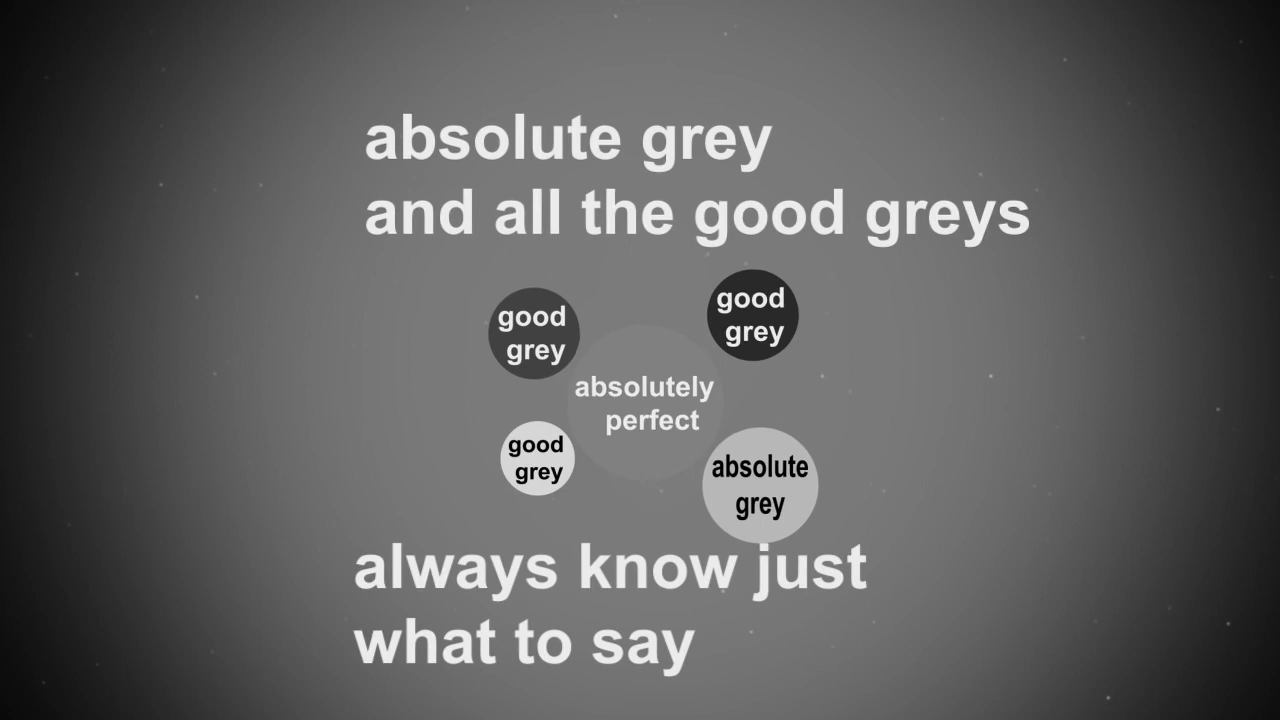 absolute grey
and all the good greys
good
grey
good
grey
absolutely
perfect
good
grey
absolute
grey
always know just
what to say